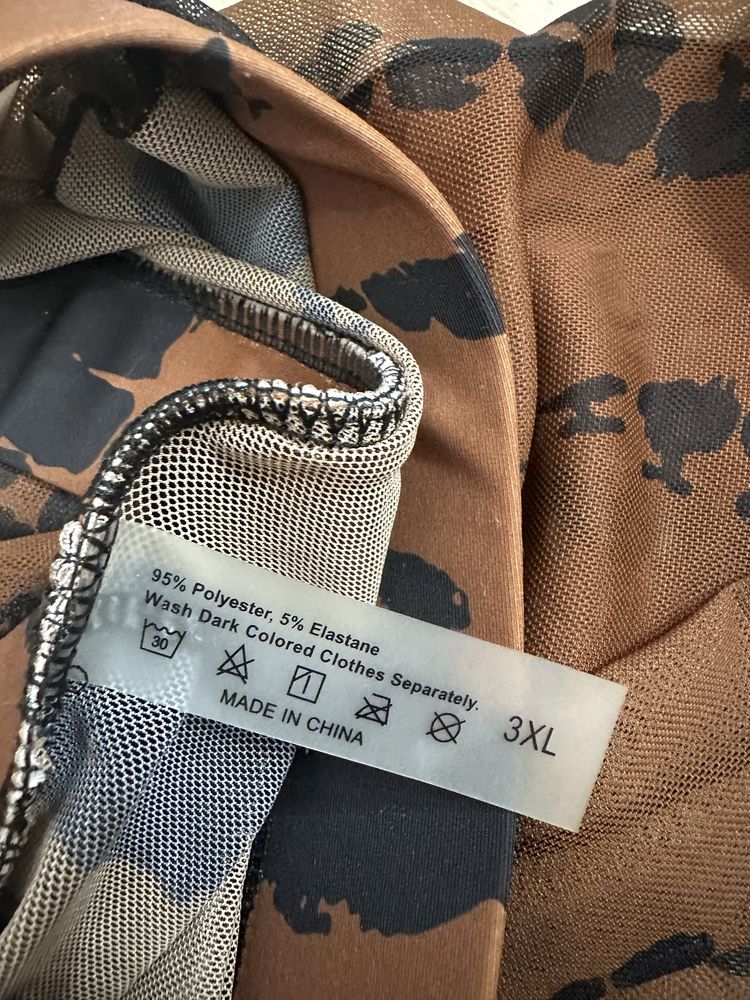 95% Polyester, 5% Elastane
Wash Dark Colored Clothes Separately.
30
MADE IN CHINA
3XL